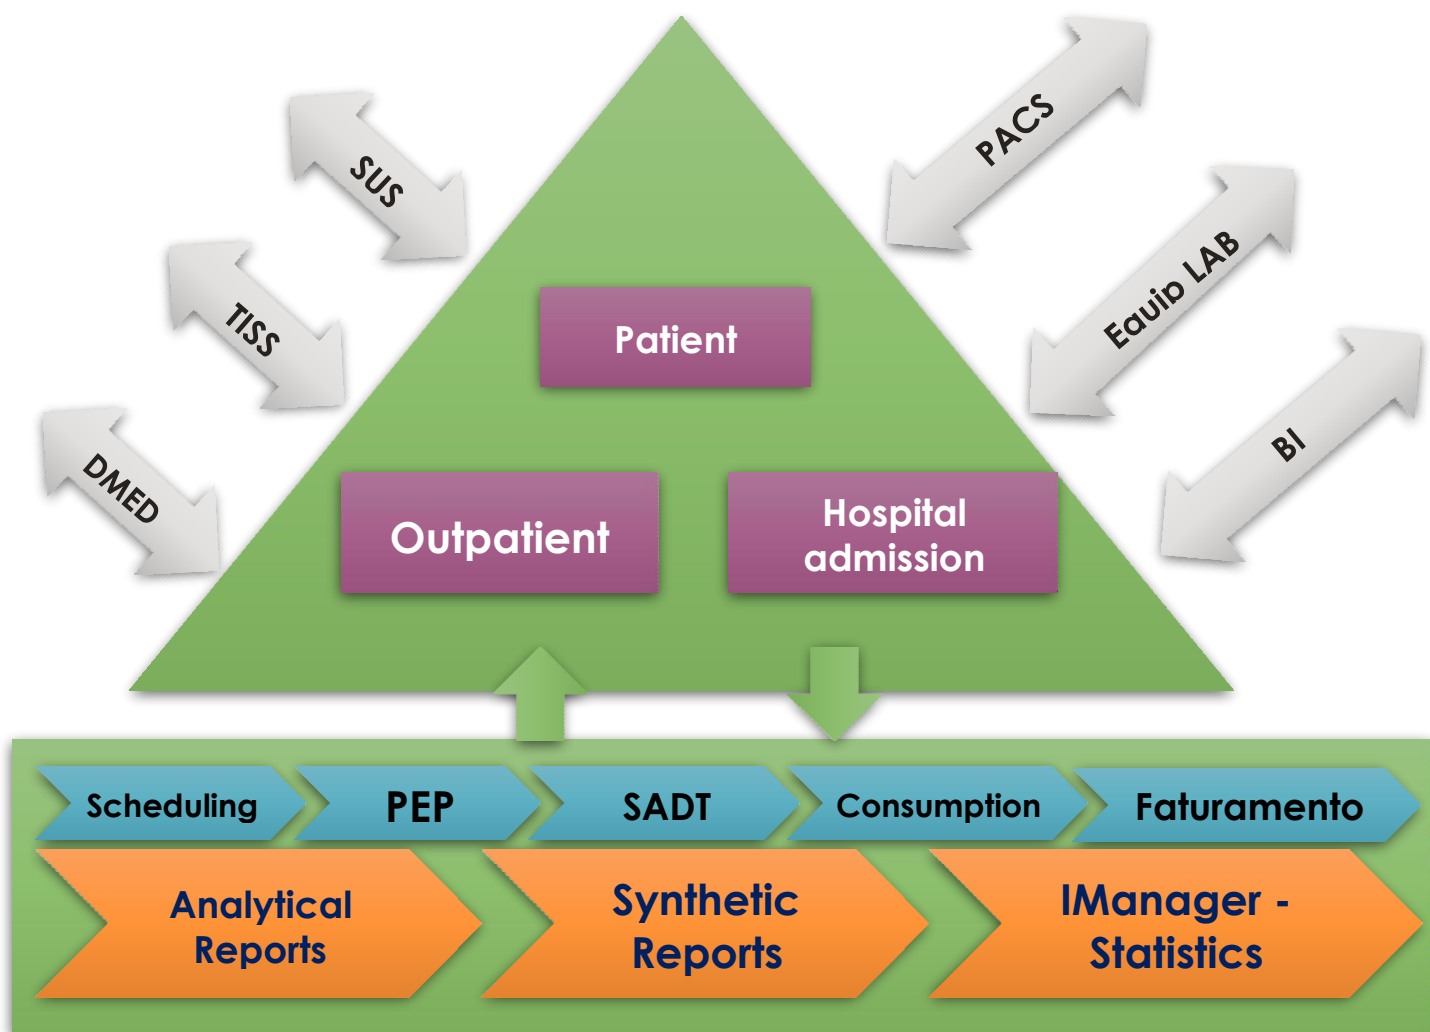 SUS
PACS
TISS
Equip LAB
DMED
BI
Patient
Outpatient
Hospital
admission
Scheduling
PEP
SADT
Consumption
Faturamento
Analytical
Reports
Synthetic
Reports
IManager -
Statistics